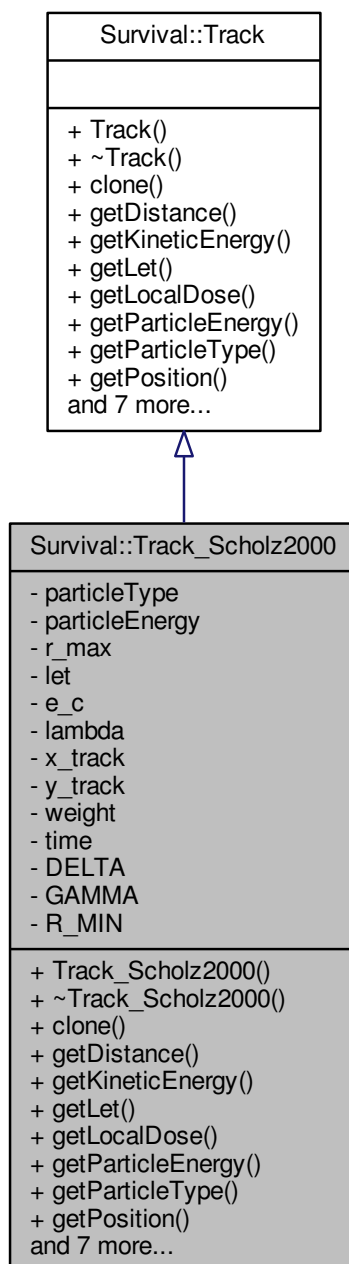 Survival::Track
+ Track()
+ ~Track()
+ clone()
+ getDistance()
+ getKineticEnergy()
+ getLet()
+ getLocalDose()
+ getParticleEnergy()
+ getParticleType()
+ getPosition()
and 7 more...
Survival::Track_Scholz2000
- particleType
- particleEnergy
- r_max
- let
- e_c
- lambda
- x_track
- y_track
- weight
- time
- DELTA
- GAMMA
- R_MIN
+ Track_Scholz2000()
+ ~Track_Scholz2000()
+ clone()
+ getDistance()
+ getKineticEnergy()
+ getLet()
+ getLocalDose()
+ getParticleEnergy()
+ getParticleType()
+ getPosition()
and 7 more...